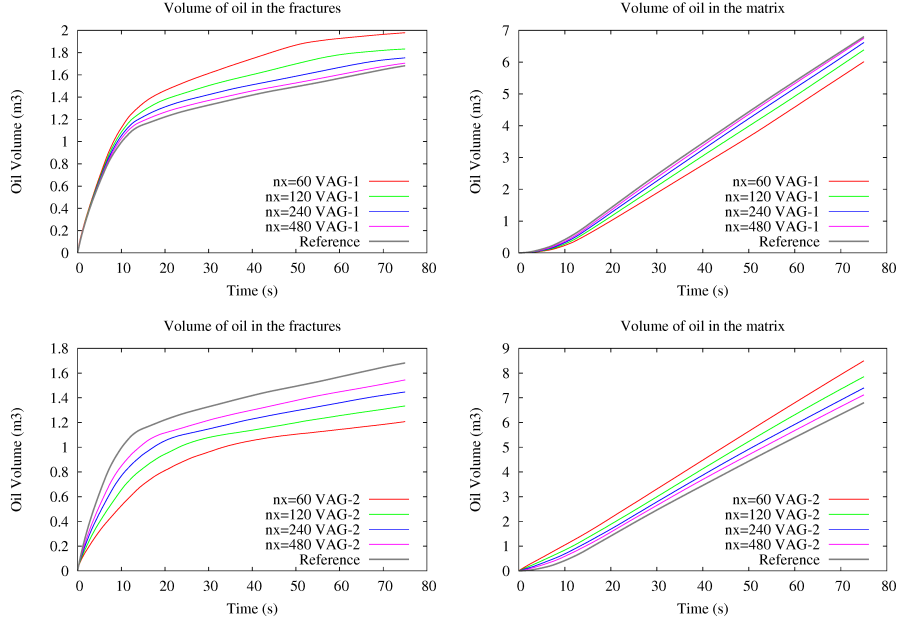 Volume of oil in the fractures
2
1.8
1.6
1.4
1.2
1
0.8
0.6
0.4
0.2
0
Oil Volume (m3)
nx=60 VAG-1
nx=120 VAG-1
nx=240 VAG-1
nx=480 VAG-1
Reference
0 10 20 30 40 50 60 70 80
Time (s)
Volume of oil in the matrix
7
6
5
4
3
2
1
0
Oil Volume (m3)
nx=60 VAG-1
nx=120 VAG-1
nx=240 VAG-1
nx=480 VAG-1
Reference
0 10 20 30 40 50 60 70 80
Time (s)
Volume of oil in the fractures
1.8
1.6
1.4
1.2
1
0.8
0.6
0.4
0.2
0
Oil Volume (m3)
nx=60 VAG-2
nx=120 VAG-2
nx=240 VAG-2
nx=480 VAG-2
Reference
0 10 20 30 40 50 60 70 80
Time (s)
Volume of oil in the matrix
9
8
7
6
5
4
3
2
1
0
Oil Volume (m3)
nx=60 VAG-2
nx=120 VAG-2
nx=240 VAG-2
nx=480 VAG-2
Reference
0 10 20 30 40 50 60 70 80
Time (s)